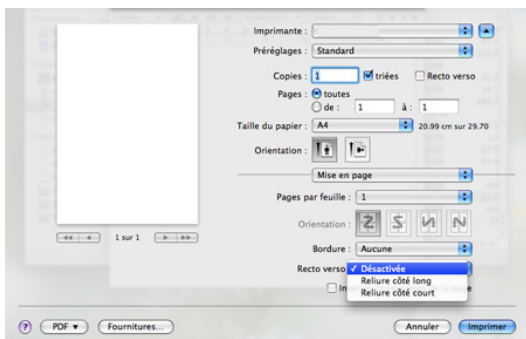 Imprimante :
Préréglages : Standard
Copies : 1 triées Recto verso
Pages : toutes
de : 1 à : 1
Taille du papier : A4 20.99 cm sur 29.70
Orientation :
Mise en page
Pages par feuille : 1
Orientation :
1 sur 1
Bordure : Aucune
Recto verso ✓ Désactivée
Reliure côté long
Reliure côté court
? PDF ▼ Fournitures... Annuler Imprimer